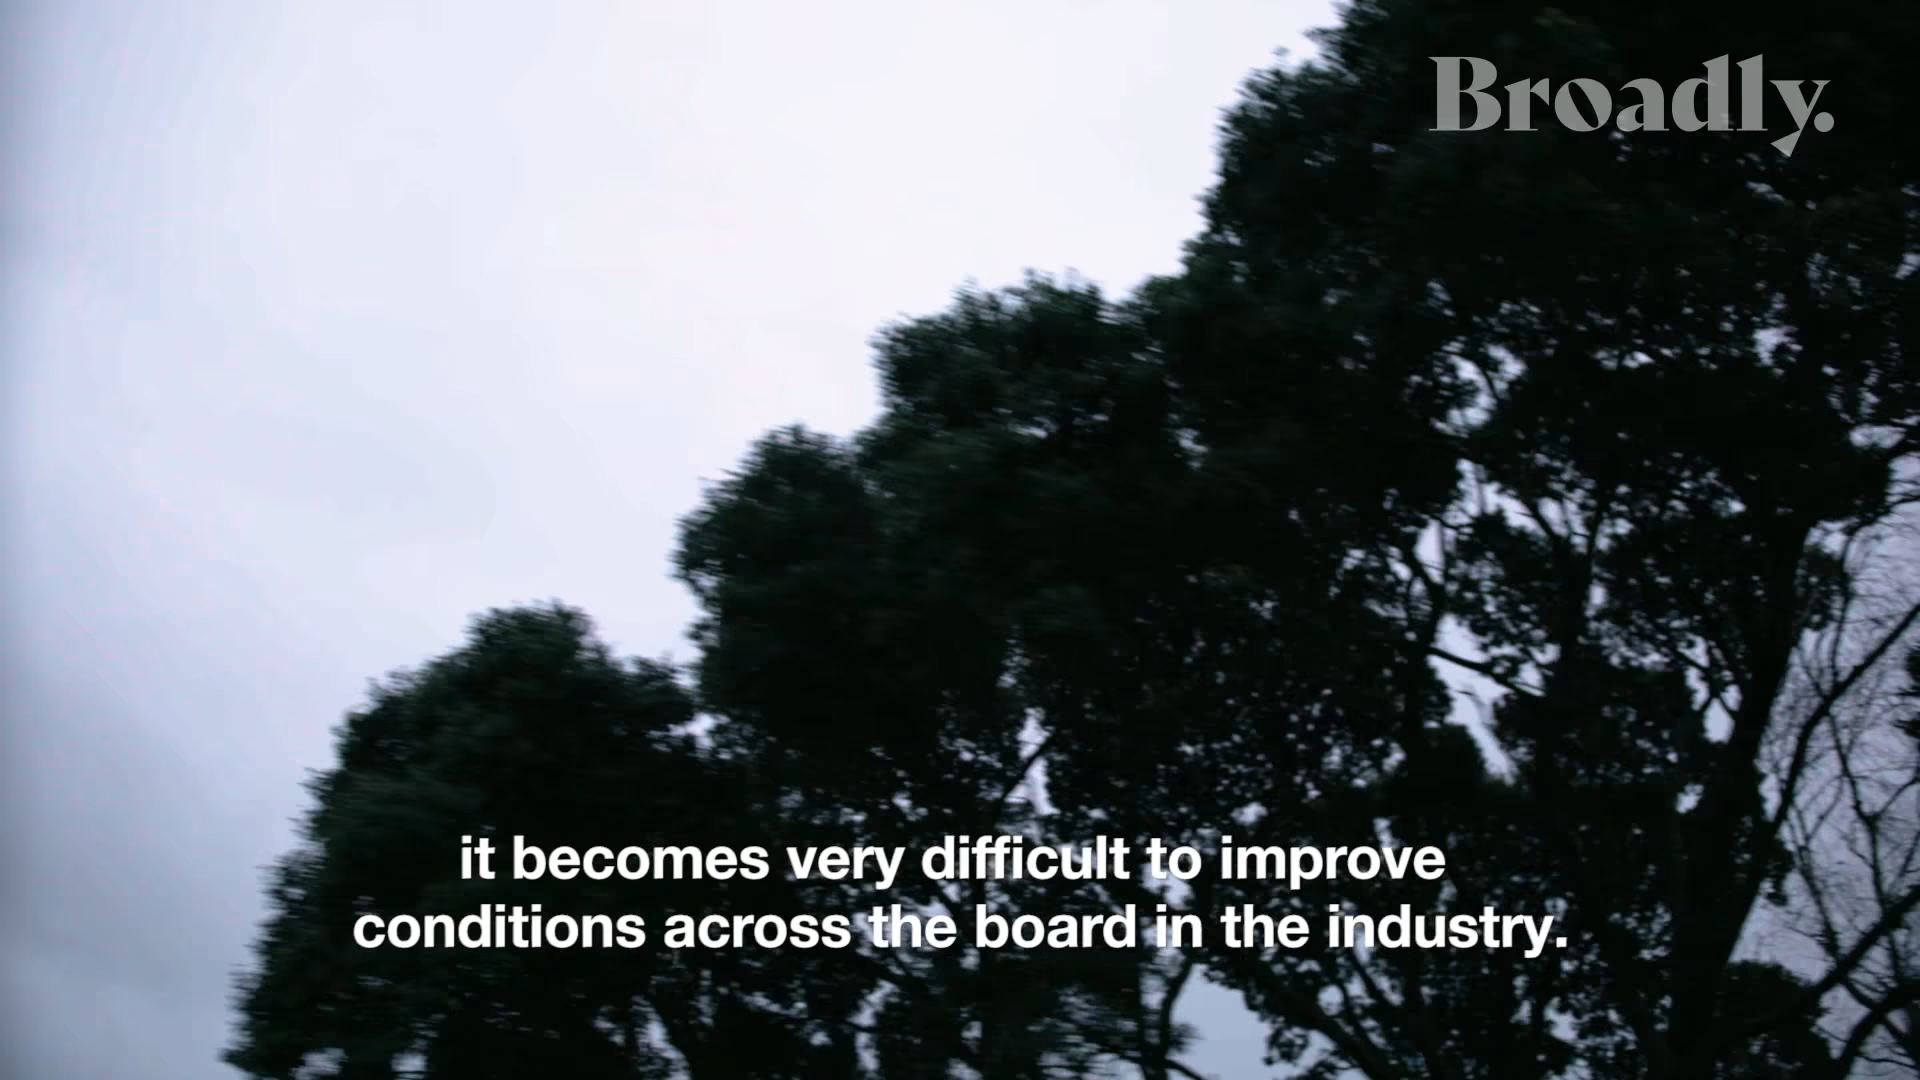 Broadly.
it becomes very difficult to improve
conditions across the board in the industry.